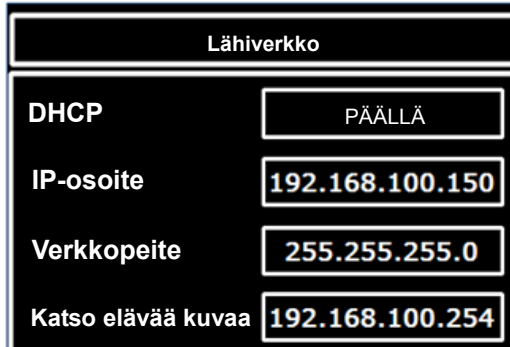 Lähiverkko
DHCP PÄÄLLÄ
IP-osoite 192.168.100.150
Verkkopeite 255.255.255.0
Katso elävää kuvaa 192.168.100.254